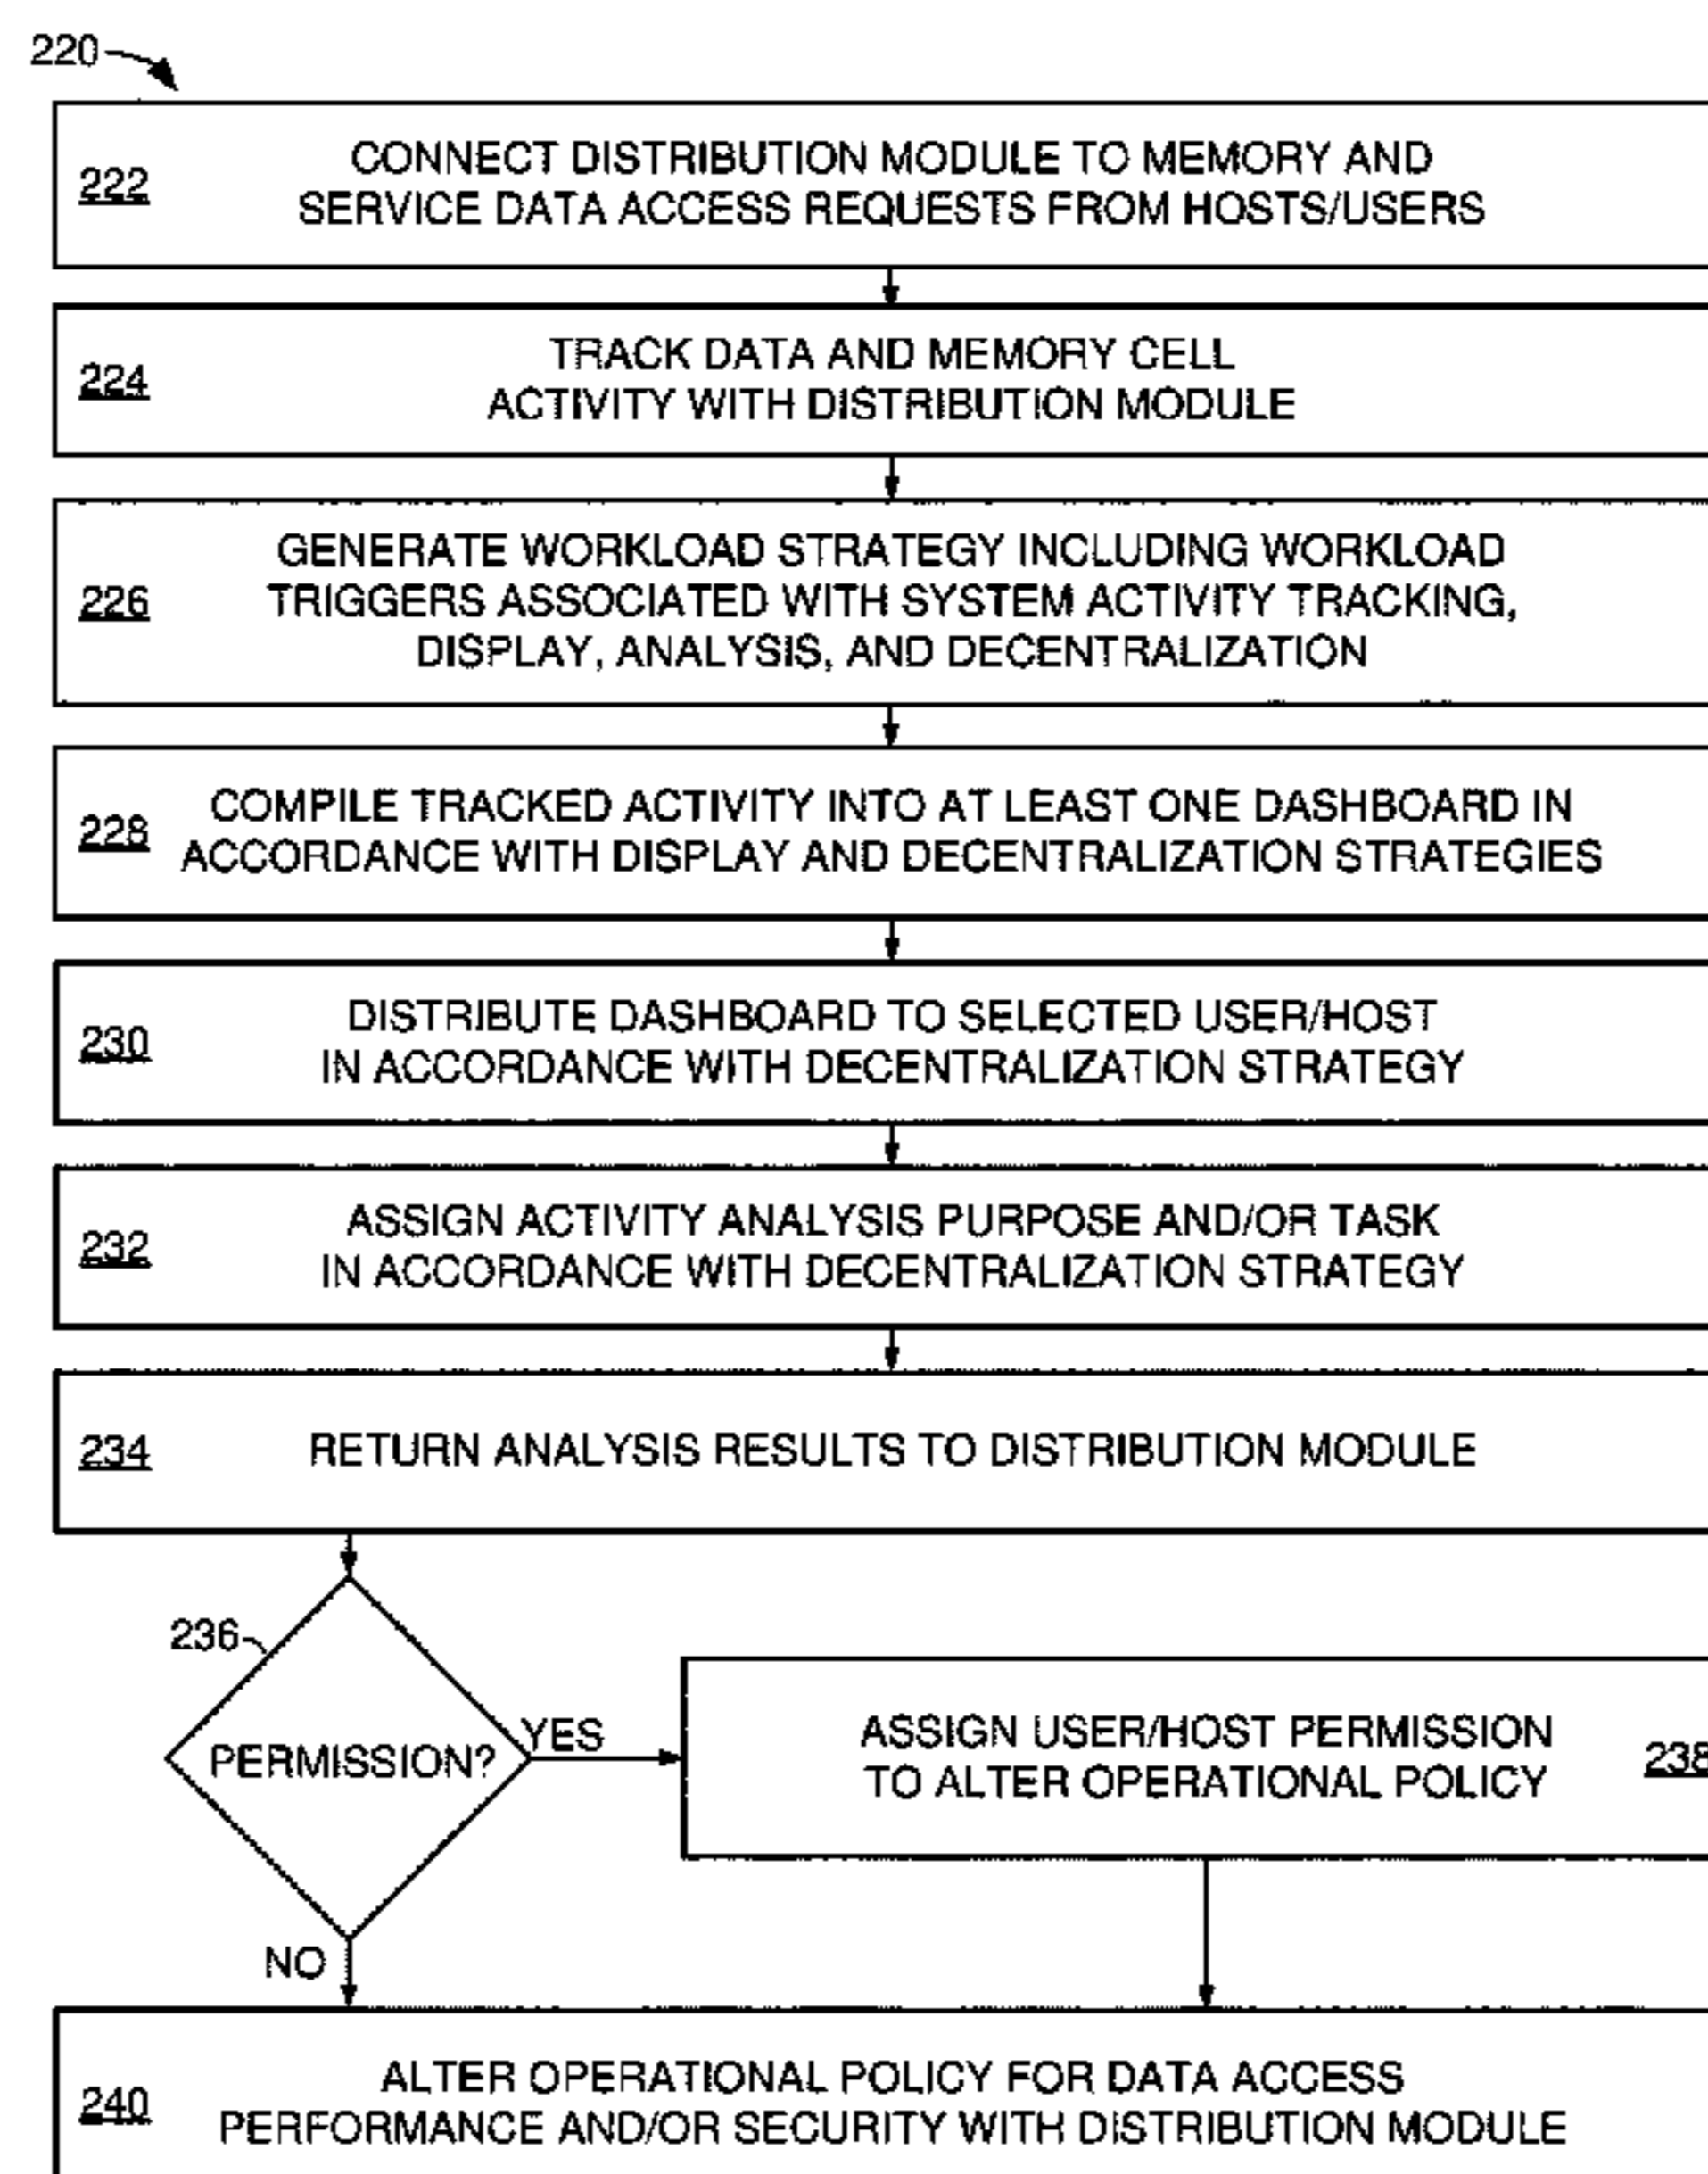 220
222
CONNECT DISTRIBUTION MODULE TO MEMORY AND
SERVICE DATA ACCESS REQUESTS FROM HOSTS/USERS
224
TRACK DATA AND MEMORY CELL
ACTIVITY WITH DISTRIBUTION MODULE
226
GENERATE WORKLOAD STRATEGY INCLUDING WORKLOAD
TRIGGERS ASSOCIATED WITH SYSTEM ACTIVITY TRACKING,
DISPLAY, ANALYSIS, AND DECENTRALIZATION
228
COMPILE TRACKED ACTIVITY INTO AT LEAST ONE DASHBOARD IN
ACCORDANCE WITH DISPLAY AND DECENTRALIZATION STRATEGIES
230
DISTRIBUTE DASHBOARD TO SELECTED USER/HOST
IN ACCORDANCE WITH DECENTRALIZATION STRATEGY
232
ASSIGN ACTIVITY ANALYSIS PURPOSE AND/OR TASK
IN ACCORDANCE WITH DECENTRALIZATION STRATEGY
234
RETURN ANALYSIS RESULTS TO DISTRIBUTION MODULE
236
PERMISSION?
YES
ASSIGN USER/HOST PERMISSION
TO ALTER OPERATIONAL POLICY
238
NO
240
ALTER OPERATIONAL POLICY FOR DATA ACCESS
PERFORMANCE AND/OR SECURITY WITH DISTRIBUTION MODULE